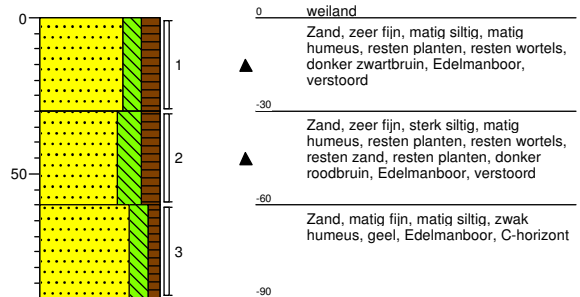 0
50
1
2
3
0
weiland
Zand, zeer fijn, matig siltig, matig
humeus, resten planten, resten wortels,
donker zwartbruin, Edelmanboor,
verstoord
-30
Zand, zeer fijn, sterk siltig, matig
humeus, resten planten, resten wortels,
resten zand, resten planten, donker
roodbruin, Edelmanboor, verstoord
-60
Zand, matig fijn, matig siltig, zwak
humeus, geel, Edelmanboor, C-horizont
-90